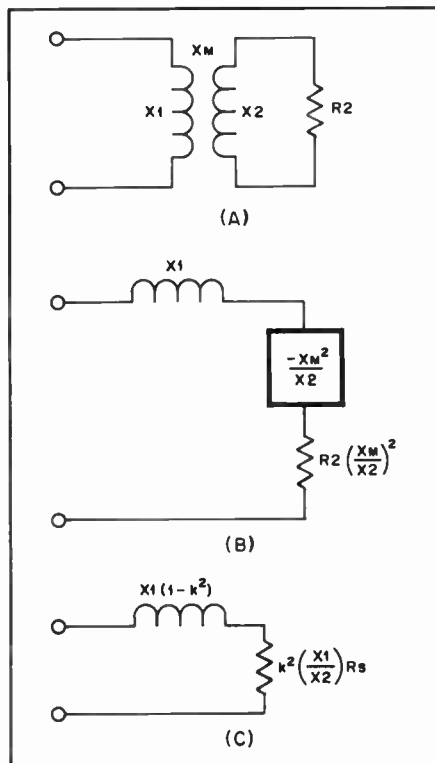 XM
X1 X2 R2
(A)
X1
-XM²/X2
R2(XM/X2)²
(B)
X1(1-k²)
k²(X1/X2)Rs
(C)